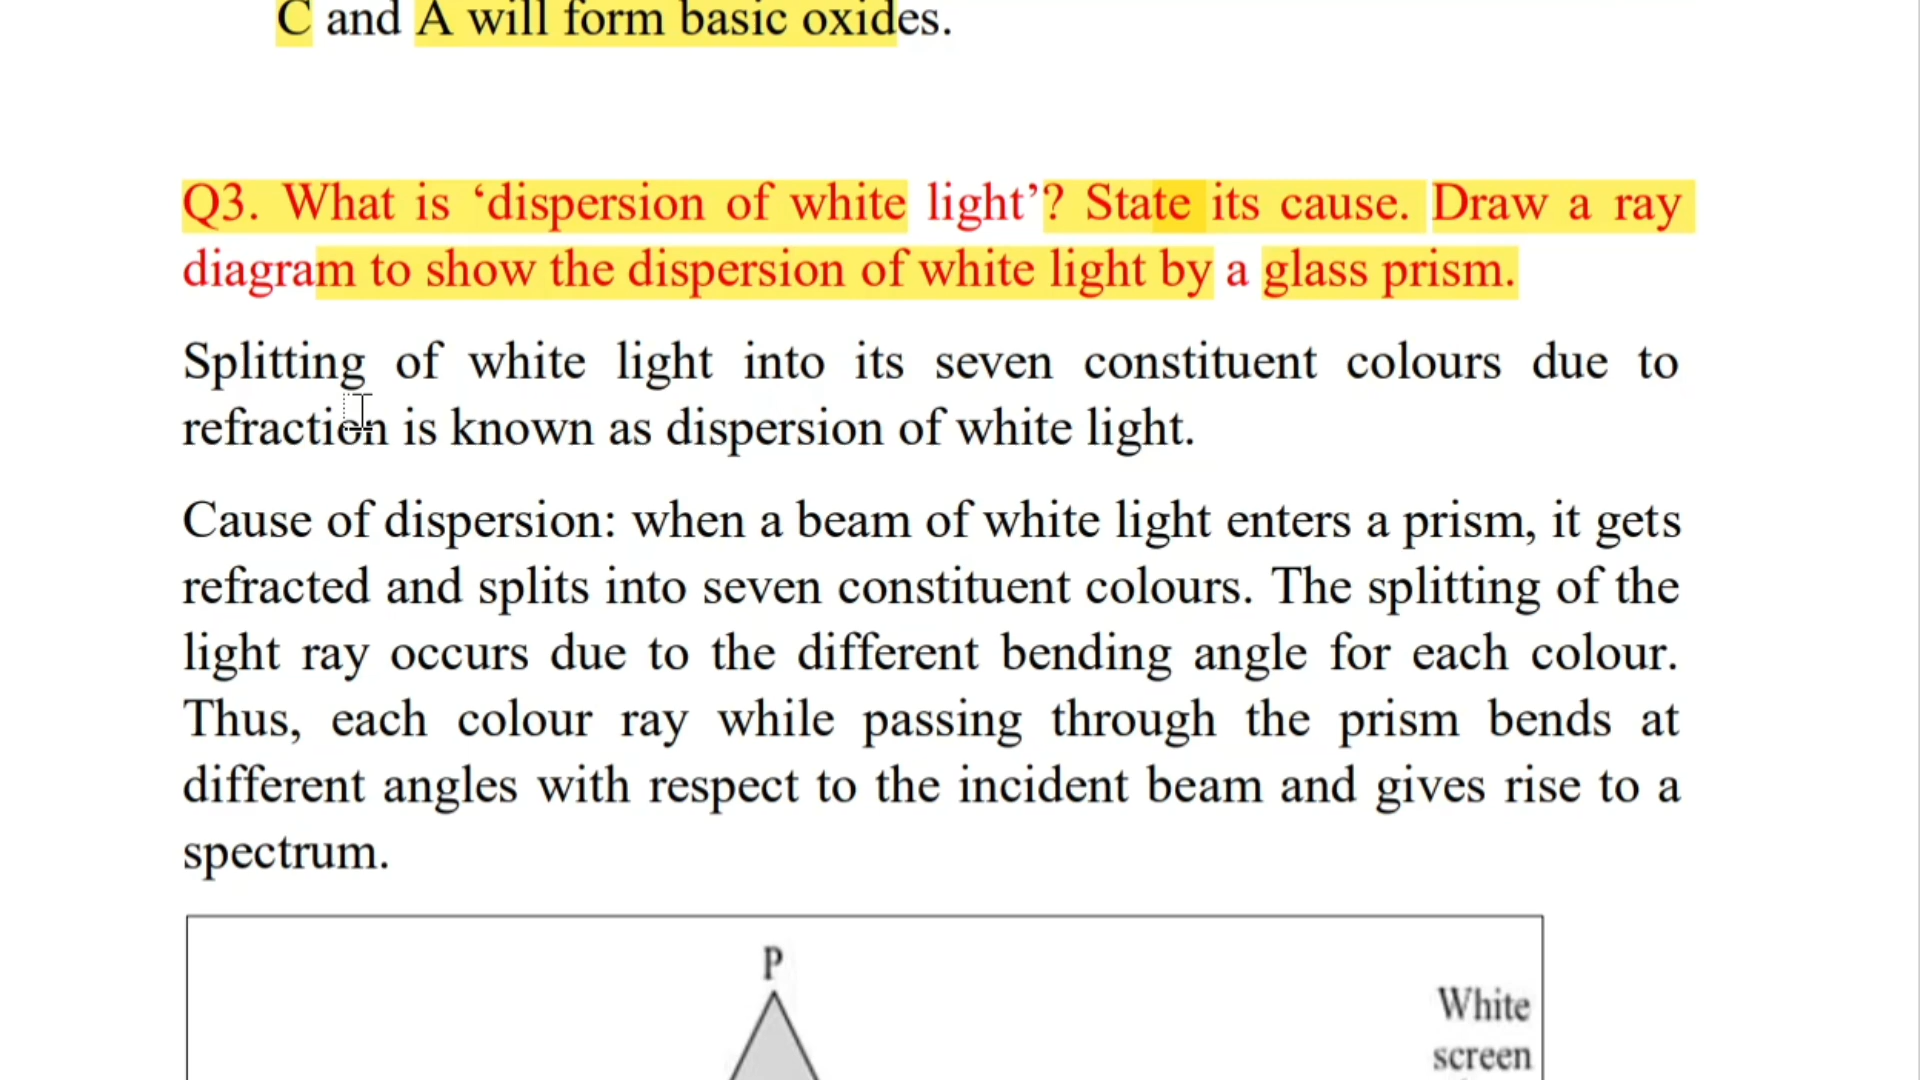 C and A will form basic oxides.
Q3. What is ‘dispersion of white light’? State its cause. Draw a ray
diagram to show the dispersion of white light by a glass prism.
Splitting of white light into its seven constituent colours due to
refraction is known as dispersion of white light.
Cause of dispersion: when a beam of white light enters a prism, it gets
refracted and splits into seven constituent colours. The splitting of the
light ray occurs due to the different bending angle for each colour.
Thus, each colour ray while passing through the prism bends at
different angles with respect to the incident beam and gives rise to a
spectrum.
P
White
screen